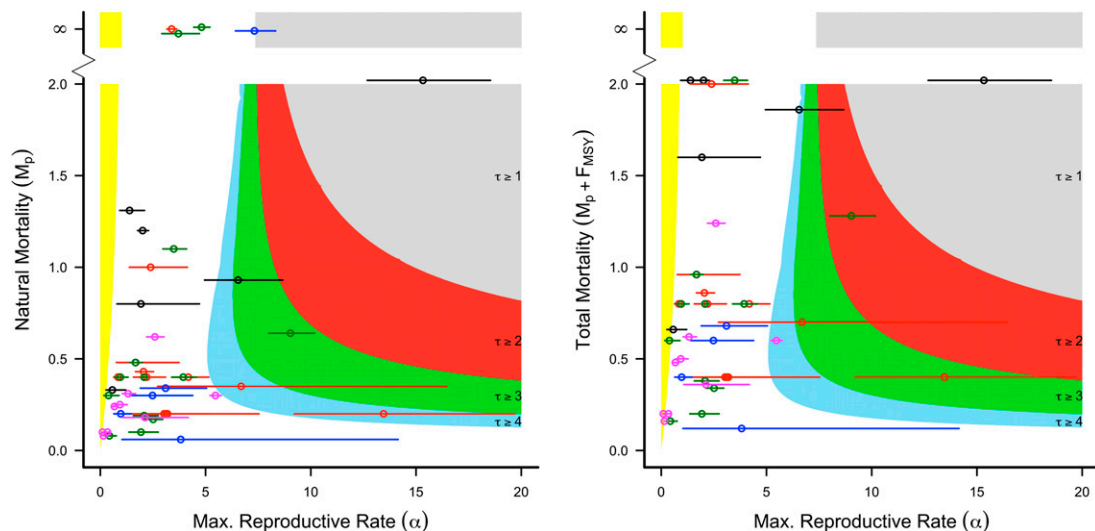 ∞
2.0
1.5
1.0
0.5
0.0
Natural Mortality (Mp)
τ ≥ 1
τ ≥ 2
τ ≥ 3
τ ≥ 4
0 5 10 15 20
Max. Reproductive Rate (α)
∞
2.0
1.5
1.0
0.5
0.0
Total Mortality (Mp + FMSY)
τ ≥ 1
τ ≥ 2
τ ≥ 3
τ ≥ 4
0 5 10 15 20
Max. Reproductive Rate (α)